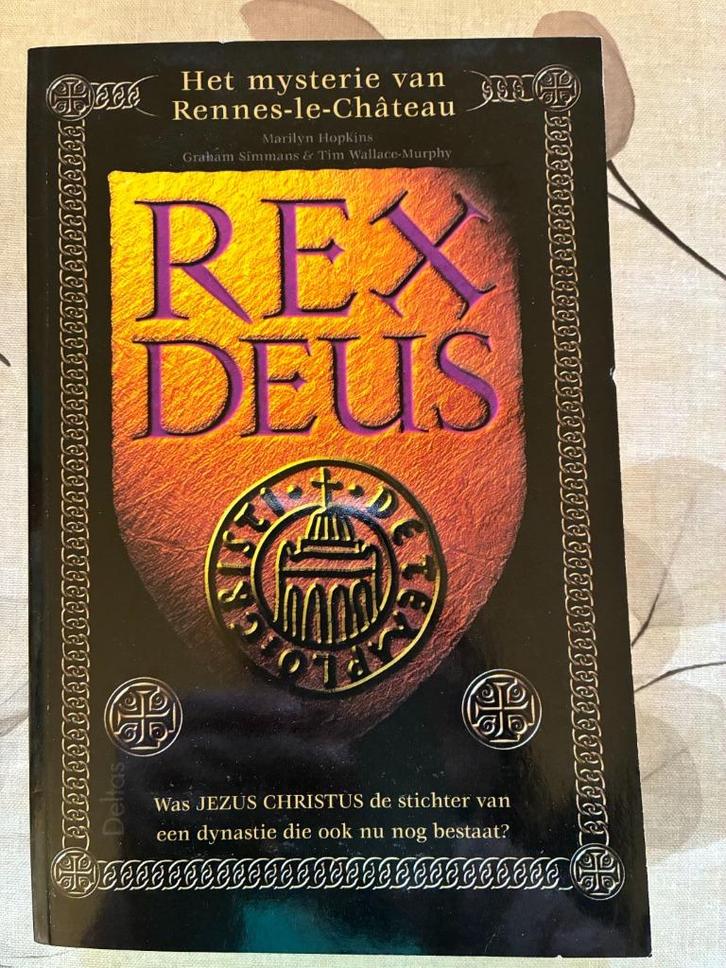 Het mysterie van
Rennes-le-Château
Marilyn Hopkins
Graham Simmans & Tim Wallace-Murphy
REX
DEUS
DE TEMPLO CRISTI
Was JEZUS CHRISTUS de stichter van
een dynastie die ook nu nog bestaat?
Deltas